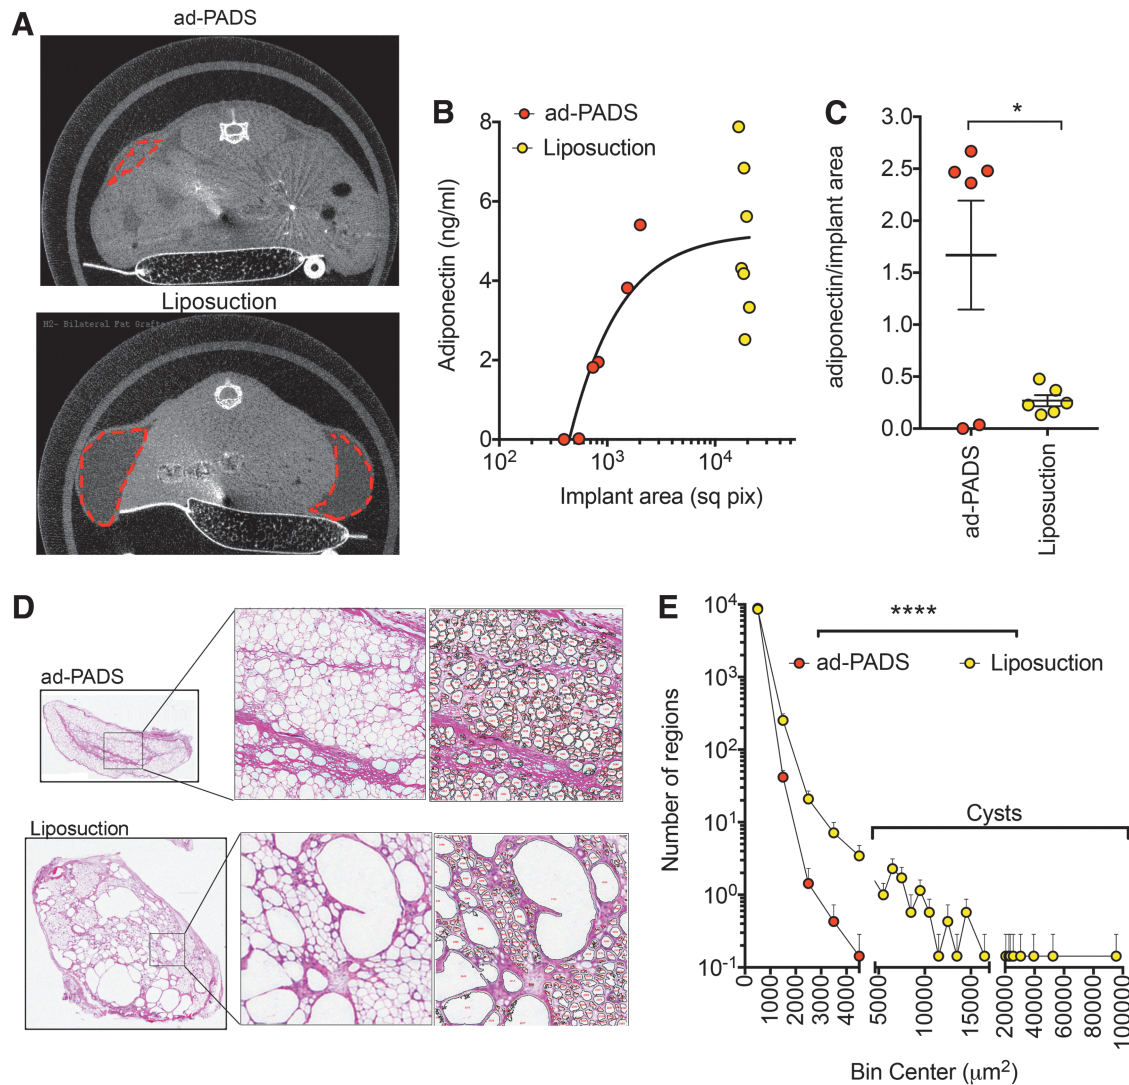 A
ad-PADS
Liposuction
H2- Bilateral Fat Grafts
B
ad-PADS
Liposuction
Adiponectin (ng/ml)
8
6
4
2
0
10²
10³
10⁴
Implant area (sq pix)
C
*
adiponectin/implant area
3.0
2.5
2.0
1.5
1.0
0.5
0.0
ad-PADS
Liposuction
D
ad-PADS
Liposuction
E
****
ad-PADS
Liposuction
Cysts
Number of regions
10⁴
10³
10²
10¹
10⁰
10⁻¹
0
1000
2000
3000
4000
5000
10000
15000
20000
40000
60000
80000
100000
Bin Center (μm²)